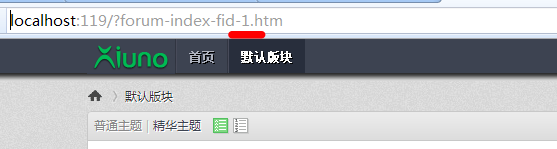 localhost:119/?forum-index-fid-1.htm
Xiuno 首页 默认版块
默认版块
普通主题 | 精华主题